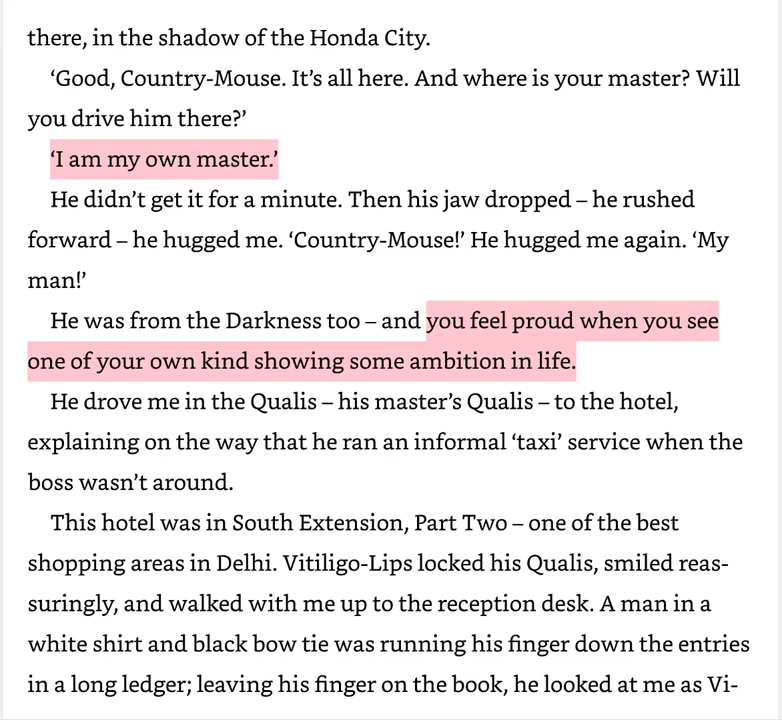 there, in the shadow of the Honda City.
‘Good, Country-Mouse. It’s all here. And where is your master? Will
you drive him there?’
‘I am my own master.’
He didn’t get it for a minute. Then his jaw dropped – he rushed
forward – he hugged me. ‘Country-Mouse!’ He hugged me again. ‘My
man!’
He was from the Darkness too – and you feel proud when you see
one of your own kind showing some ambition in life.
He drove me in the Qualis – his master’s Qualis – to the hotel,
explaining on the way that he ran an informal ‘taxi’ service when the
boss wasn’t around.
This hotel was in South Extension, Part Two – one of the best
shopping areas in Delhi. Vitiligo-Lips locked his Qualis, smiled reas-
suringly, and walked with me up to the reception desk. A man in a
white shirt and black bow tie was running his finger down the entries
in a long ledger; leaving his finger on the book, he looked at me as Vi-